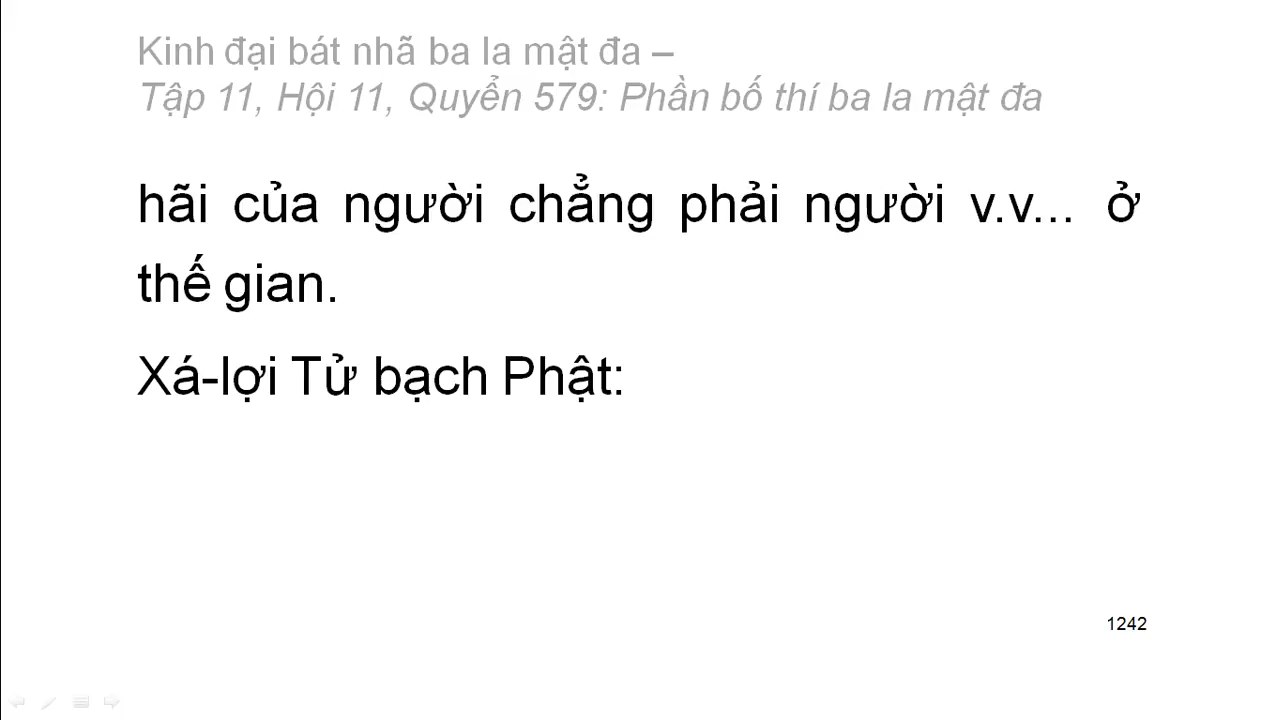 Kinh đại bát nhã ba la mật đa –
Tập 11, Hội 11, Quyển 579: Phần bố thí ba la mật đa
hãi của người chẳng phải người v.v... ở
thế gian.
Xá-lợi Tử bạch Phật:
1242